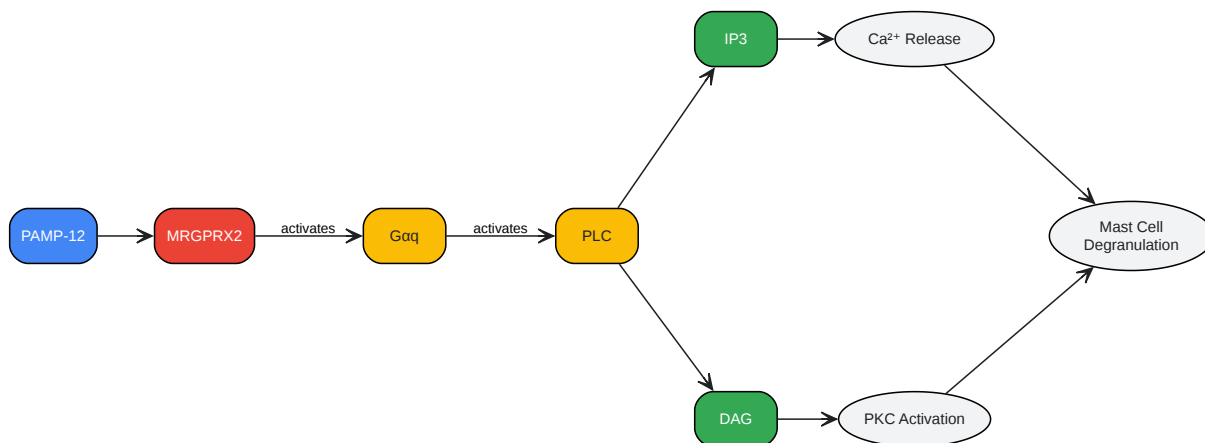 IP3
Ca²⁺ Release
PAMP-12
MRGPRX2
activates
Gαq
activates
PLC
Mast Cell
Degranulation
DAG
PKC Activation